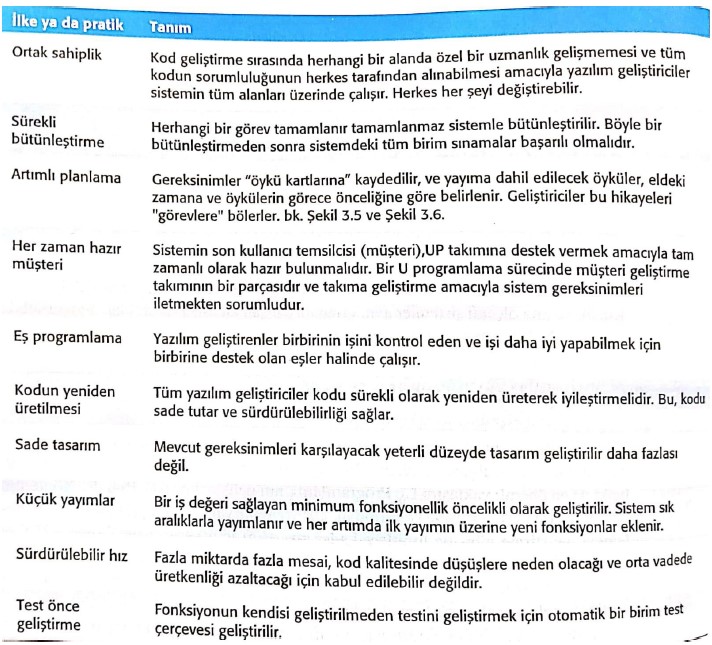 İlke ya da pratik Tanım
Ortak sahiplik Kod geliştirme sırasında herhangi bir alanda özel bir uzmanlık gelişmemesi ve tüm
kodun sorumluluğunun herkes tarafından alınabilmesi amacıyla yazılım geliştiriciler
sistemin tüm alanları üzerinde çalışır. Herkes her şeyi değiştirebilir.
Sürekli
bütünleştirme
Herhangi bir görev tamamlanır tamamlanmaz sistemle bütünleştirilir. Böyle bir
bütünleştirmeden sonra sistemdeki tüm birim sınamalar başarılı olmalıdır.
Artımlı planlama Gereksinimler “öykü kartlarına” kaydedilir, ve yayıma dahil edilecek öyküler, eldeki
zamana ve öykülerin görece önceliğine göre belirlenir. Geliştiriciler bu hikayeleri
"görevlere" bölerler. bk. Şekil 3.5 ve Şekil 3.6.
Her zaman hazır
müşteri
Sistemin son kullanıcı temsilcisi (müşteri),UP takımına destek vermek amacıyla tam
zamanlı olarak hazır bulunmalıdır. Bir U programlama sürecinde müşteri geliştirme
takımının bir parçasıdır ve takıma geliştirme amacıyla sistem gereksinimleri
iletmekten sorumludur.
Eş programlama Yazılım geliştirenler birbirinin işini kontrol eden ve işi daha iyi yapabilmek için
birbirine destek olan eşler halinde çalışır.
Kodun yeniden
üretilmesi
Tüm yazılım geliştiriciler kodu sürekli olarak yeniden üreterek iyileştirmelidir. Bu, kodu
sade tutar ve sürdürülebilirliği sağlar.
Sade tasarım Mevcut gereksinimleri karşılayacak yeterli düzeyde tasarım geliştirilir daha fazlası
değil.
Küçük yayımlar Bir iş değeri sağlayan minimum fonksiyonellik öncelikli olarak geliştirilir. Sistem sık
aralıklarla yayımlanır ve her artımda ilk yayımın üzerine yeni fonksiyonlar eklenir.
Sürdürülebilir hız Fazla miktarda fazla mesai, kod kalitesinde düşüşlere neden olacağı ve orta vadede
üretkenliği azaltacağı için kabul edilebilir değildir.
Test önce
geliştirme
Fonksiyonun kendisi geliştirilmeden testini geliştirmek için otomatik bir birim test
çerçevesi geliştirilir.